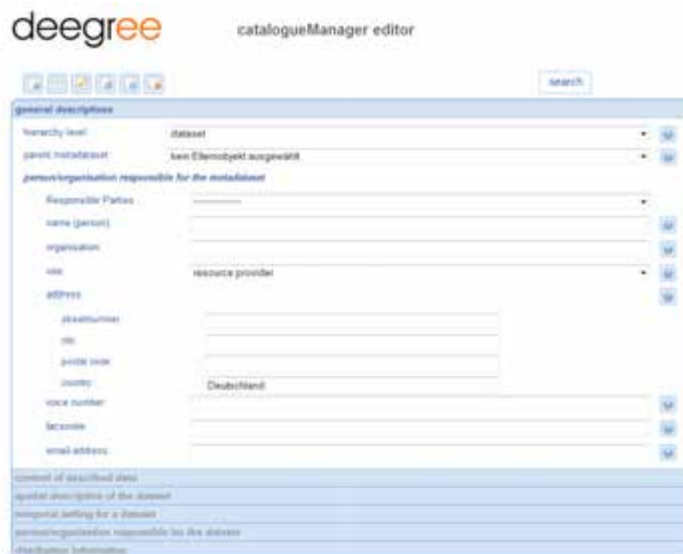 deegree
catalogueManager editor
search
general descriptions
hierarchy level dataset
parent metadataset kein Elternobjekt ausgewählt
person/organisation responsible for the metadataset
Responsible Parties
name (person)
organisation
role resource provider
address
streetnumber
city
postal code
country Deutschland
voice number
facsimile
email address
content of described data
spatial description of the dataset
temporal setting for a dataset
person/organisation responsible for the dataset
distribution information